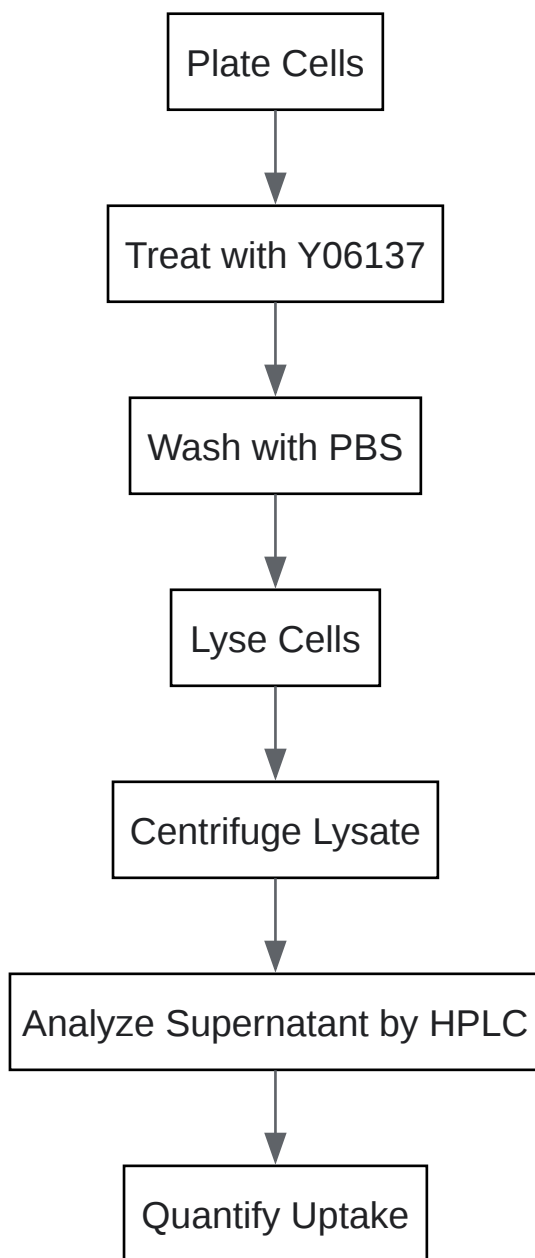 Plate Cells
Treat with Y06137
Wash with PBS
Lyse Cells
Centrifuge Lysate
Analyze Supernatant by HPLC
Quantify Uptake